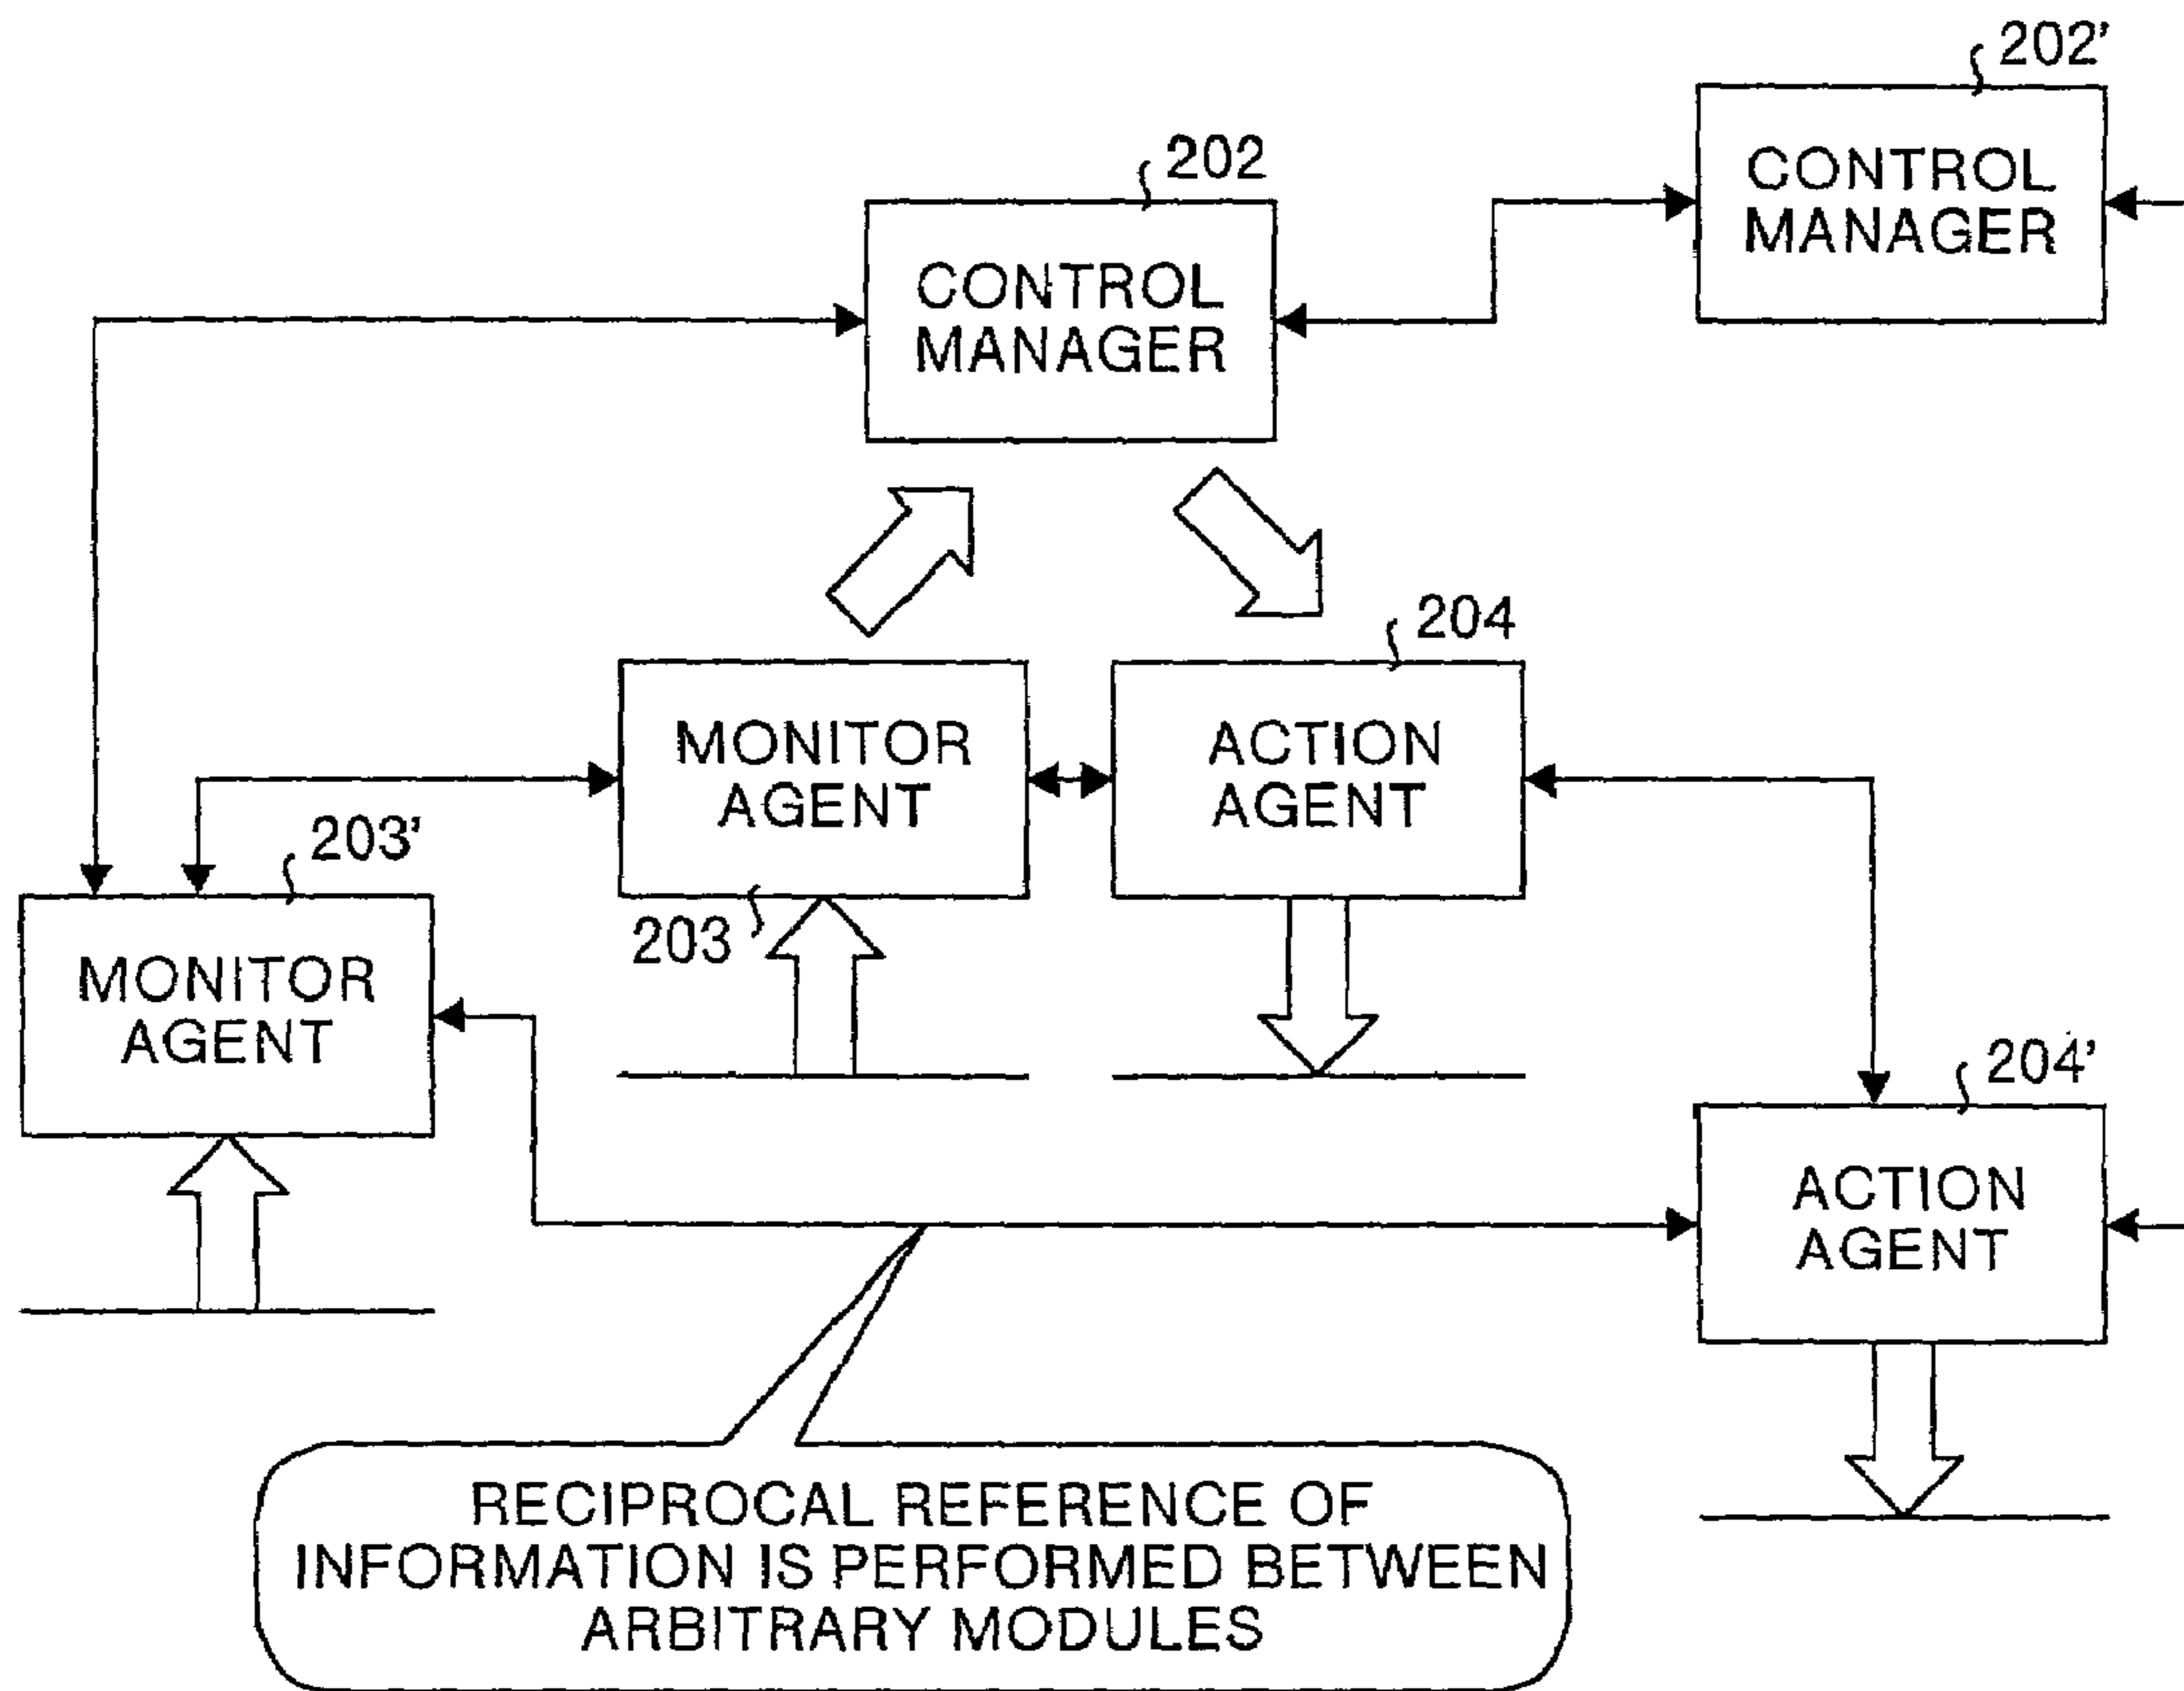 202'
CONTROL
MANAGER
202
CONTROL
MANAGER
204
MONITOR
AGENT
ACTION
AGENT
203'
203
MONITOR
AGENT
204'
ACTION
AGENT
RECIPROCAL REFERENCE OF
INFORMATION IS PERFORMED BETWEEN
ARBITRARY MODULES